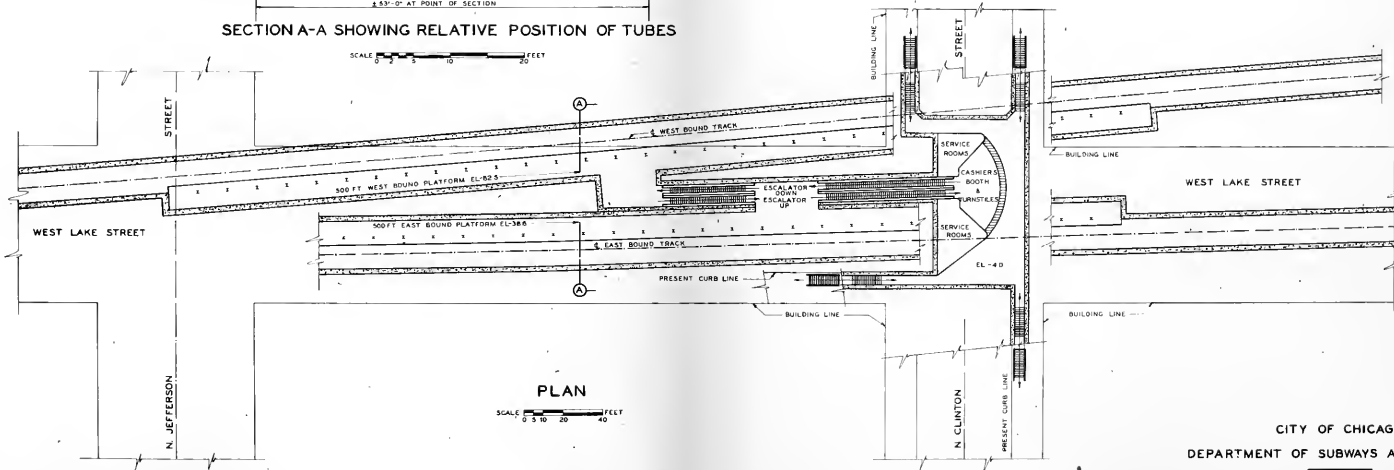 ± 53'-0" AT POINT OF SECTION
SECTION A-A SHOWING RELATIVE POSITION OF TUBES
SCALE 0 2 5 10 20 FEET
STREET
BUILDING LINE
STREET
A
℄ WEST BOUND TRACK
SERVICE
ROOMS
BUILDING LINE
500 FT WEST BOUND PLATFORM EL-82.5
ESCALATOR
DOWN
ESCALATOR
UP
CASHIERS
BOOTH
&
TURNSTILES
WEST LAKE STREET
WEST LAKE STREET
500 FT EAST BOUND PLATFORM EL-38.6
℄ EAST BOUND TRACK
SERVICE
ROOMS
EL -4.0
PRESENT CURB LINE
A
BUILDING LINE
BUILDING LINE
N. JEFFERSON
PLAN
SCALE 0 5 10 20 40 FEET
N. CLINTON
PRESENT CURB LINE
CITY OF CHICAG
DEPARTMENT OF SUBWAYS A